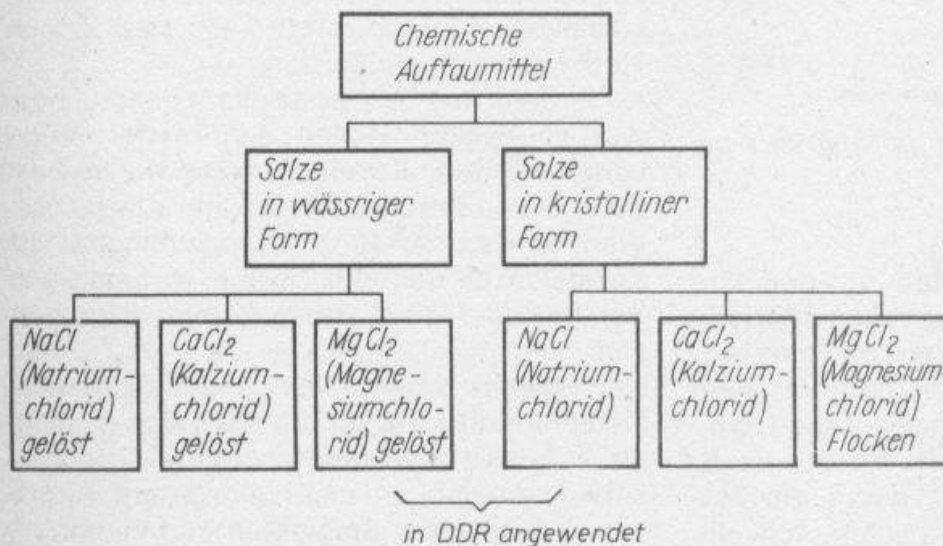 Chemische
Auftaumittel
Salze
in wässriger
Form
Salze
in kristalliner
Form
NaCl
(Natrium-
chlorid)
gelöst
CaCl2
(Kalzium-
chlorid)
gelöst
MgCl2
(Magne-
siumchlo-
rid) gelöst
NaCl
(Natrium-
chlorid)
CaCl2
(Kalzium-
chlorid)
MgCl2
(Magnesium-
chlorid)
Flocken
in DDR angewendet